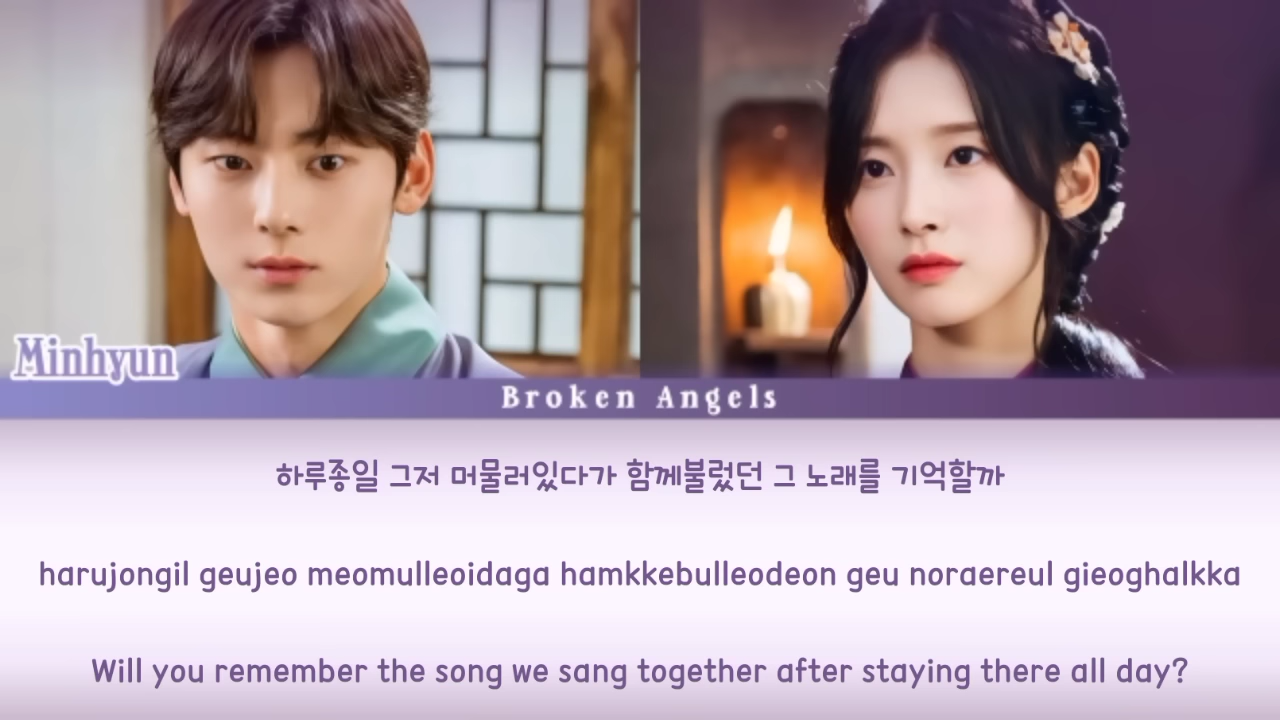 Minhyun
Broken Angels
하루종일 그저 머물러있다가 함께불렀던 그 노래를 기억할까
harujongil geujeo meomulleoidaga hamkkebulleodeon geu noraereul gieoghalkka
Will you remember the song we sang together after staying there all day?